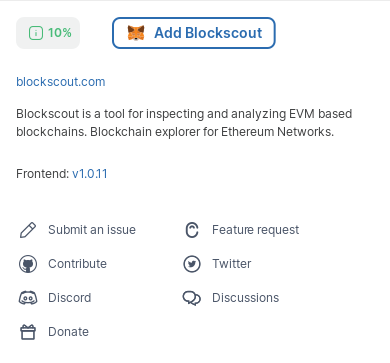 10%
Add Blockscout
blockscout.com
Blockscout is a tool for inspecting and analyzing EVM based
blockchains. Blockchain explorer for Ethereum Networks.
Frontend: v1.0.11
Submit an issue
Feature request
Contribute
Twitter
Discord
Discussions
Donate